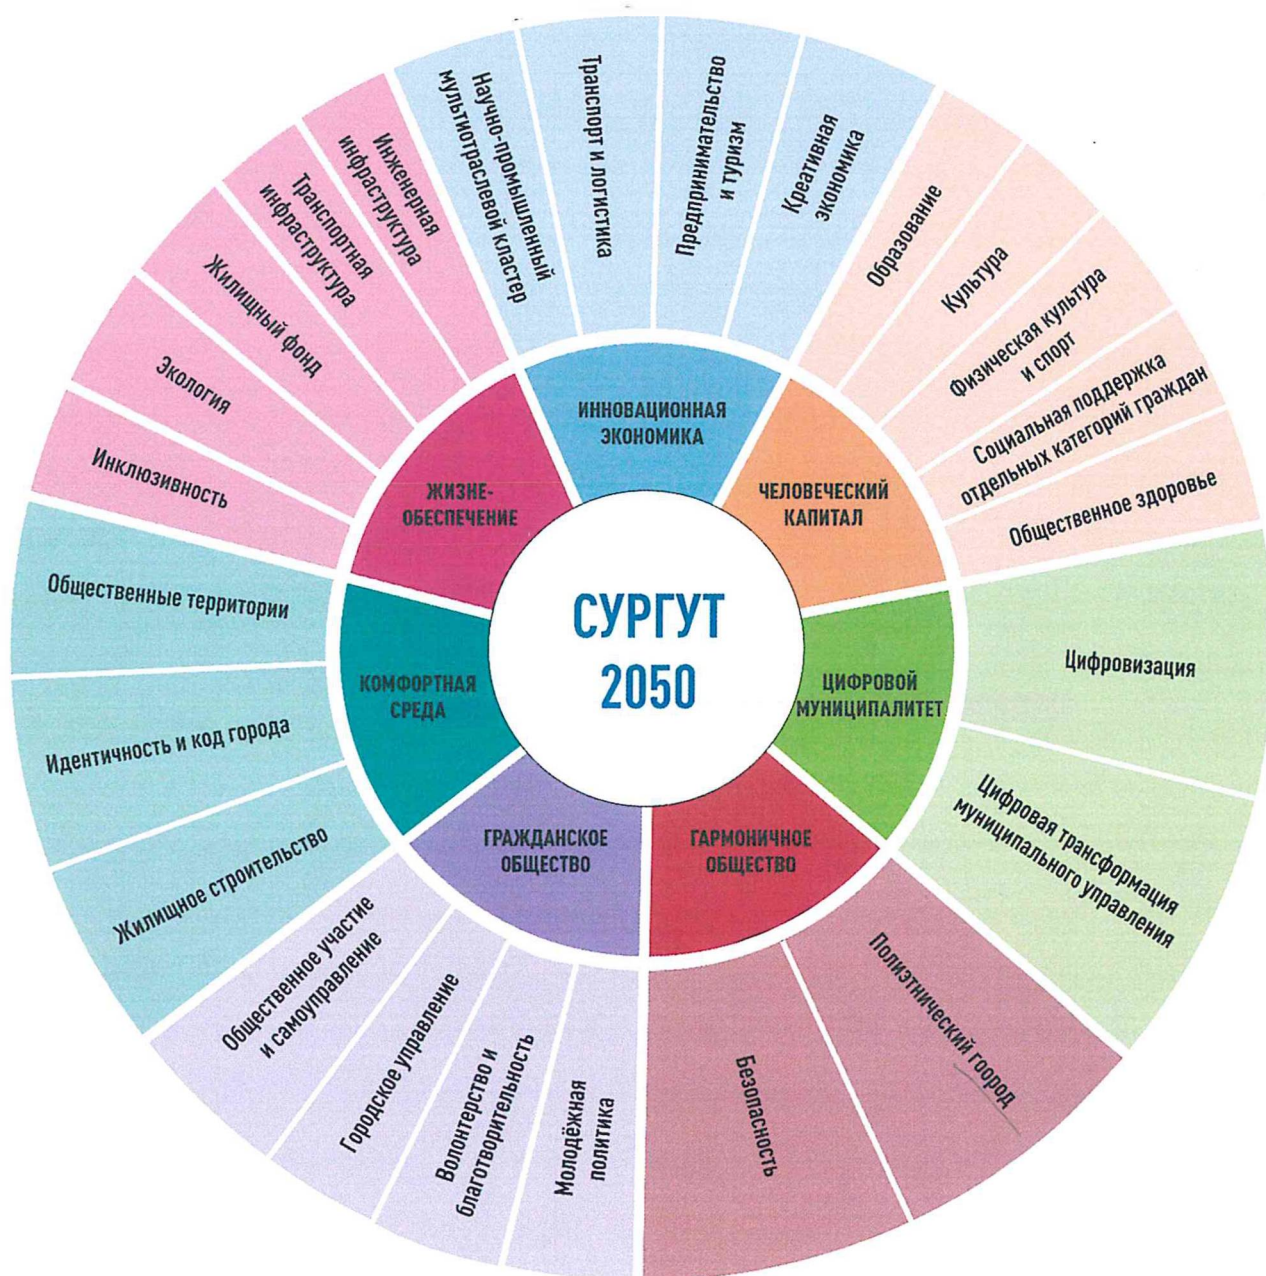 СУРГУТ
2050
ИННОВАЦИОННАЯ
ЭКОНОМИКА
Научно-промышленный
мультиотраслевой кластер
Транспорт и логистика
Предпринимательство
и туризм
Креативная
экономика
ЧЕЛОВЕЧЕСКИЙ
КАПИТАЛ
Образование
Культура
Физическая культура
и спорт
Социальная поддержка
отдельных категорий граждан
Общественное здоровье
ЦИФРОВОЙ
МУНИЦИПАЛИТЕТ
Цифровизация
Цифровая трансформация
муниципального управления
ГАРМОНИЧНОЕ
ОБЩЕСТВО
Полиэтнический гоород
Безопасность
ГРАЖДАНСКОЕ
ОБЩЕСТВО
Молодёжная
политика
Волонтерство и
благотворительность
Городское управление
Общественное участие
и самоуправление
КОМФОРТНАЯ
СРЕДА
Жилищное строительство
Идентичность и код города
Общественные территории
ЖИЗНЕ-
ОБЕСПЕЧЕНИЕ
Инклюзивность
Экология
Жилищный фонд
Транспортная
инфраструктура
Инженерная
инфраструктура